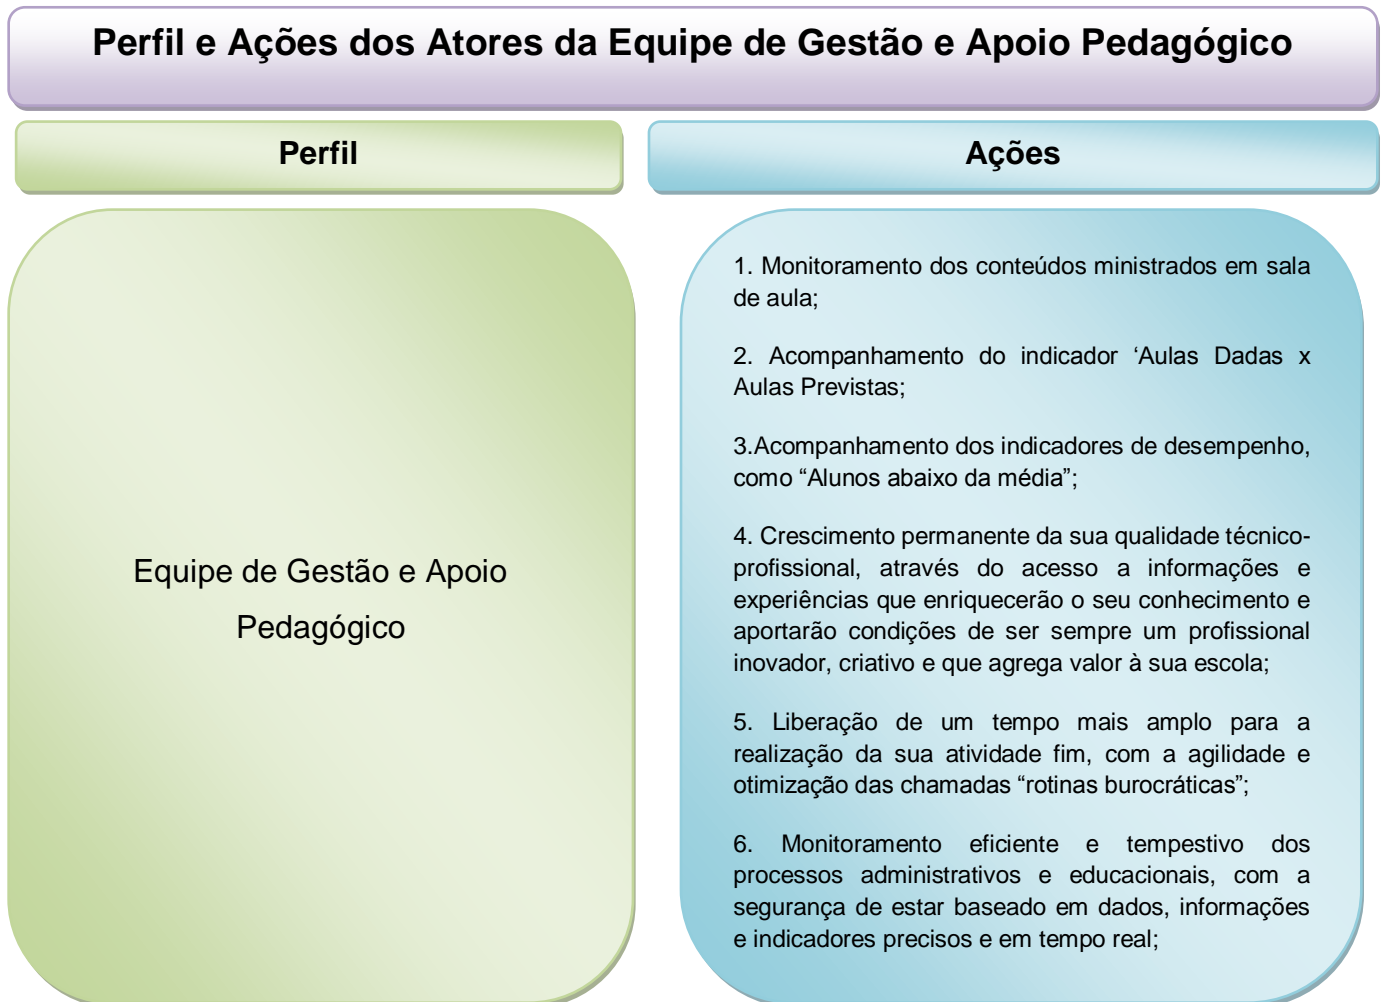 Perfil e Ações dos Atores da Equipe de Gestão e Apoio Pedagógico
Perfil
Ações
Equipe de Gestão e Apoio
Pedagógico
1. Monitoramento dos conteúdos ministrados em sala
de aula;
2. Acompanhamento do indicador ‘Aulas Dadas x
Aulas Previstas;
3.Acompanhamento dos indicadores de desempenho,
como “Alunos abaixo da média”;
4. Crescimento permanente da sua qualidade técnico-
profissional, através do acesso a informações e
experiências que enriquecerão o seu conhecimento e
aportarão condições de ser sempre um profissional
inovador, criativo e que agrega valor à sua escola;
5. Liberação de um tempo mais amplo para a
realização da sua atividade fim, com a agilidade e
otimização das chamadas “rotinas burocráticas”;
6. Monitoramento eficiente e tempestivo dos
processos administrativos e educacionais, com a
segurança de estar baseado em dados, informações
e indicadores precisos e em tempo real;